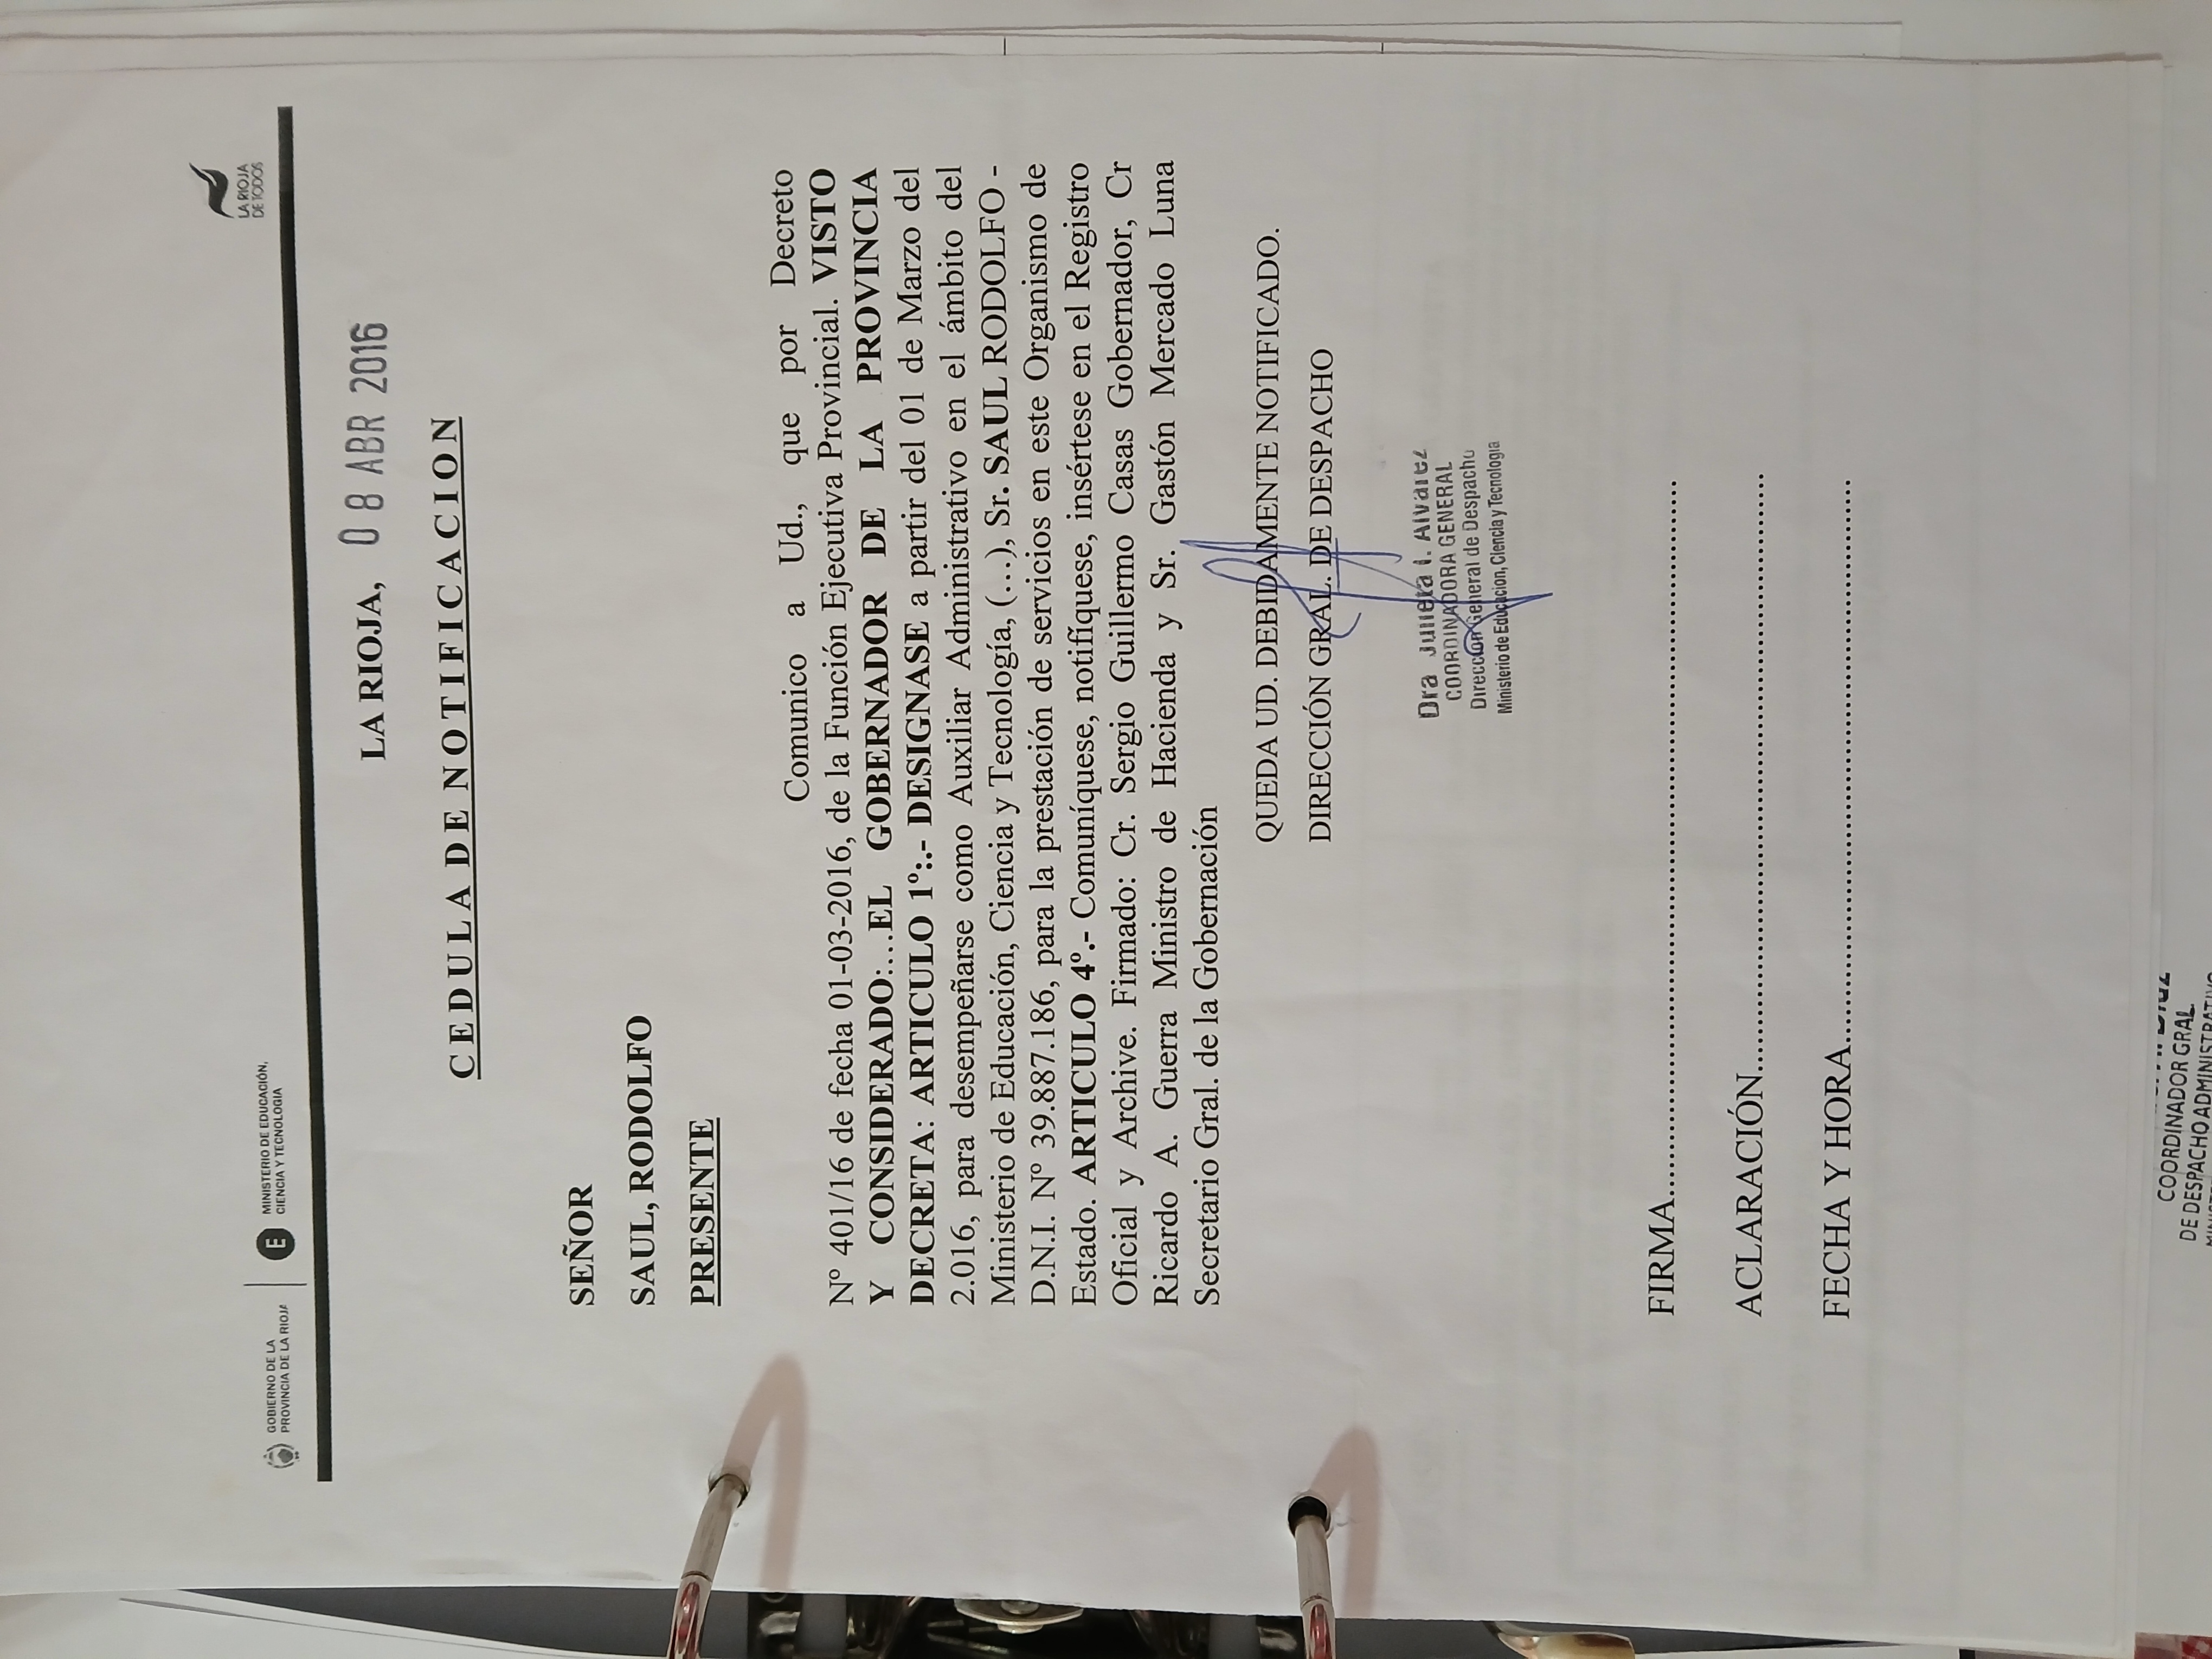 GOBIERNO DE LA
PROVINCIA DE LA RIOJA
E
MINISTERIO DE EDUCACIÓN,
CIENCIA Y TECNOLOGIA
LA RIOJA
DE TODOS
LA RIOJA, 08 ABR 2016
CEDULA DE NOTIFICACION
SEÑOR
SAUL, RODOLFO
PRESENTE
Comunico a Ud., que por Decreto
Nº 401/16 de fecha 01-03-2016, de la Función Ejecutiva Provincial. VISTO
Y CONSIDERADO:…EL GOBERNADOR DE LA PROVINCIA
DECRETA: ARTICULO 1º:.- DESIGNASE a partir del 01 de Marzo del
2.016, para desempeñarse como Auxiliar Administrativo en el ámbito del
Ministerio de Educación, Ciencia y Tecnología, (…), Sr. SAUL RODOLFO -
D.N.I. Nº 39.887.186, para la prestación de servicios en este Organismo de
Estado. ARTICULO 4º.- Comuníquese, notifíquese, insértese en el Registro
Oficial y Archive. Firmado: Cr. Sergio Guillermo Casas Gobernador, Cr
Ricardo A. Guerra Ministro de Hacienda y Sr. Gastón Mercado Luna
Secretario Gral. de la Gobernación
QUEDA UD. DEBIDAMENTE NOTIFICADO.
DIRECCIÓN GRAL. DE DESPACHO
Dra Julieta I. Alvarez
COORDINADORA GENERAL
Dirección General de Despacho
Ministerio de Educacion, Ciencia y Tecnologia
FIRMA..........
ACLARACIÓN..........
FECHA Y HORA..........
COORDINADOR GRAL.
DE DESPACHO ADMINISTRATIVO